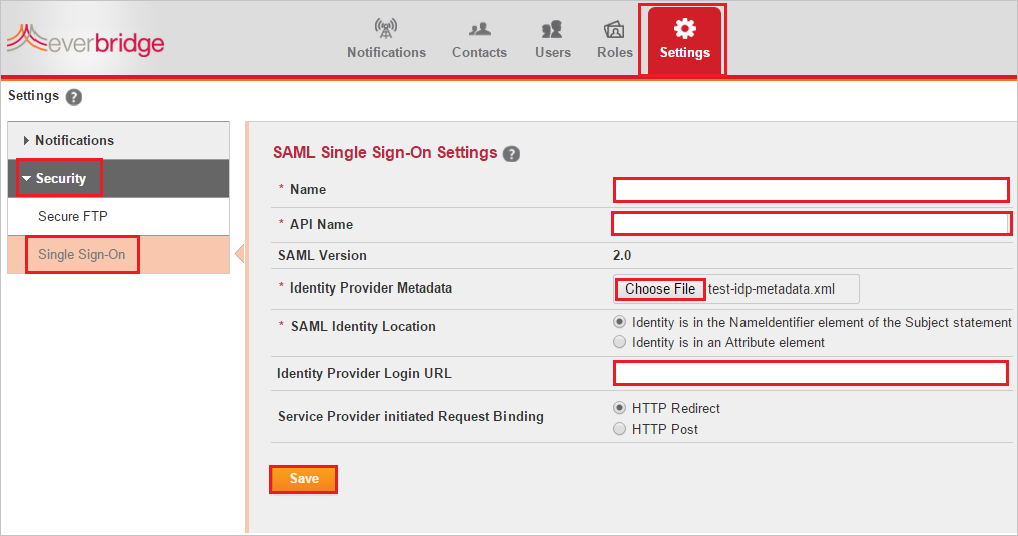 everbridge
Notifications
Contacts
Users
Roles
Settings
Settings ?
Notifications
Security
Secure FTP
Single Sign-On
SAML Single Sign-On Settings ?
* Name
* API Name
SAML Version 2.0
* Identity Provider Metadata Choose File test-idp-metadata.xml
* SAML Identity Location Identity is in the NameIdentifier element of the Subject statement
Identity is in an Attribute element
Identity Provider Login URL
Service Provider initiated Request Binding HTTP Redirect
HTTP Post
Save